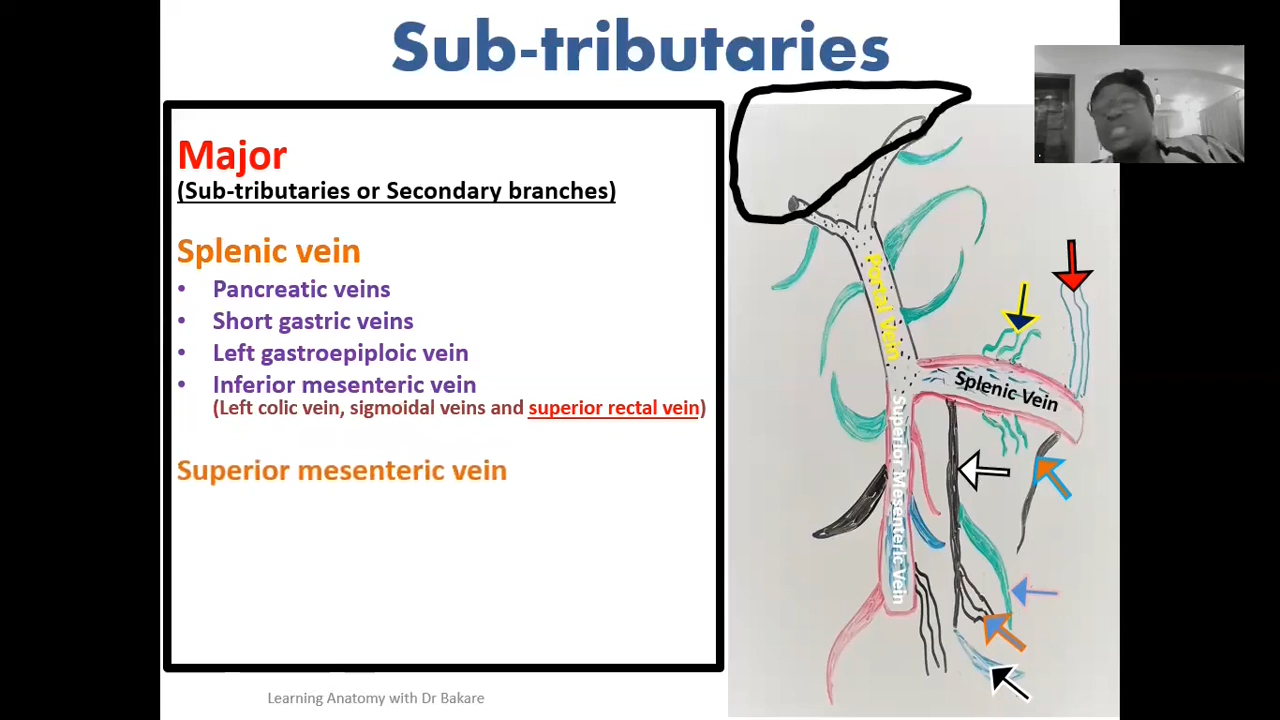 Sub-tributaries
Major
(Sub-tributaries or Secondary branches)
Splenic vein
• Pancreatic veins
• Short gastric veins
• Left gastroepiploic vein
• Inferior mesenteric vein
(Left colic vein, sigmoidal veins and superior rectal vein)
Superior mesenteric vein
Learning Anatomy with Dr Bakare
Portal Vein
Splenic Vein
Superior Mesenteric Vein